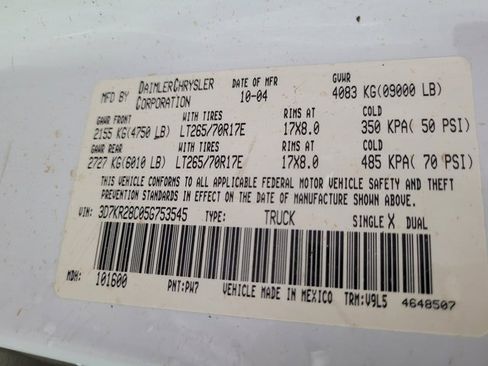 MFD BY DAIMLERCHRYSLER CORPORATION DATE OF MFR 10-04 GVWR 4083 KG(09000 LB)
GAWR FRONT WITH TIRES RIMS AT COLD
2155 KG(4750 LB) LT265/70R17E 17X8.0 350 KPA( 50 PSI)
GAWR REAR WITH TIRES RIMS AT COLD
2727 KG(6010 LB) LT265/70R17E 17X8.0 485 KPA( 70 PSI)
THIS VEHICLE CONFORMS TO ALL APPLICABLE FEDERAL MOTOR VEHICLE SAFETY AND THEFT
PREVENTION STANDARDS IN EFFECT ON THE DATE OF MANUFACTURE SHOWN ABOVE.
VIN: 3D7KR28C05G753545 TYPE: TRUCK SINGLE X DUAL
MDH: 101600
PNT:PW7 VEHICLE MADE IN MEXICO TRM:V9L5 4648507